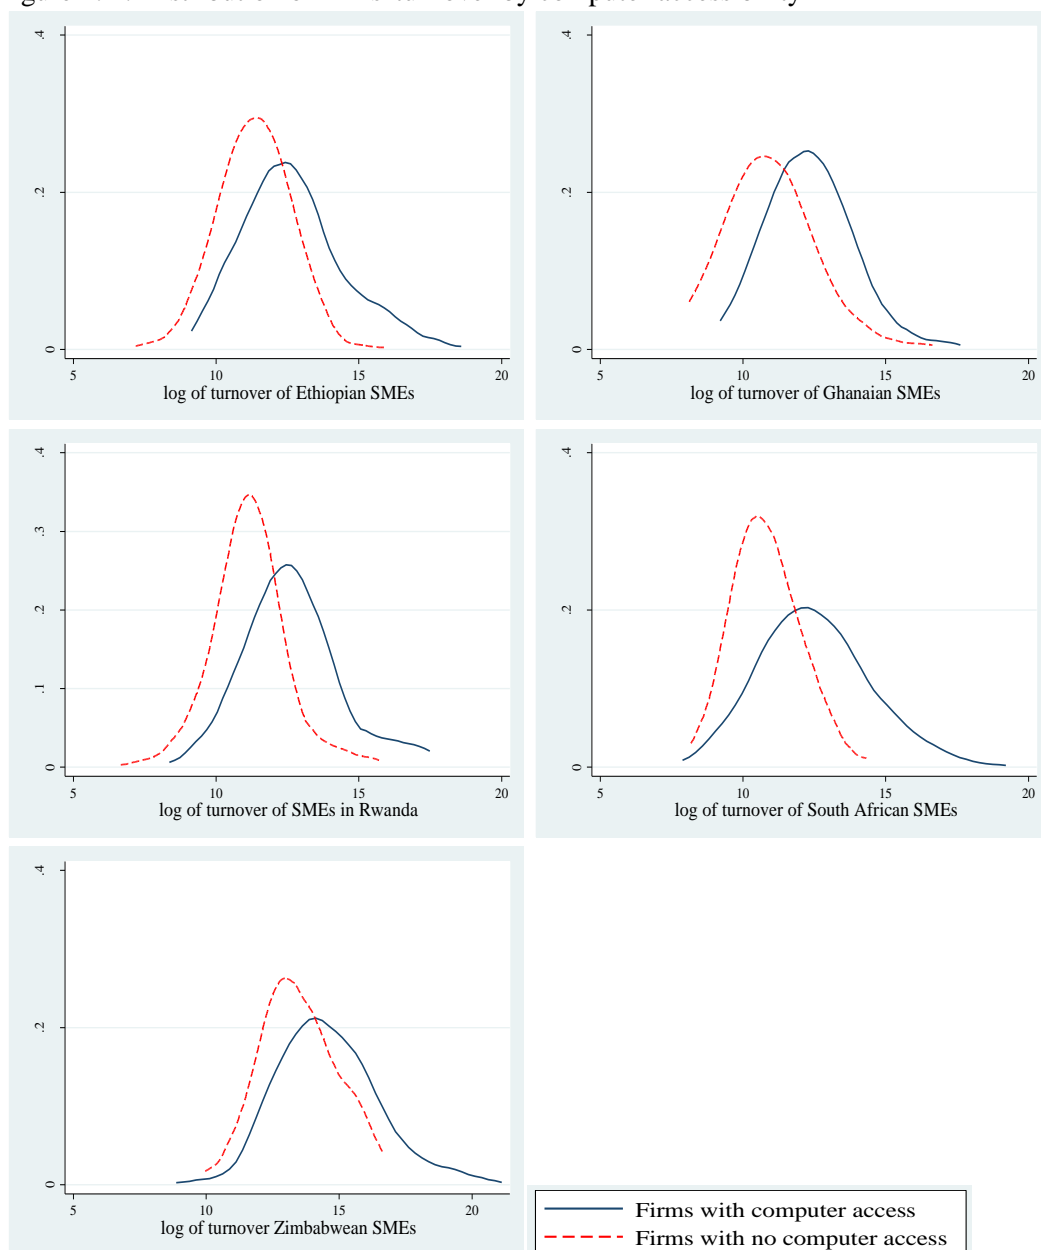 .4
.2
0
5 10 15 20
log of turnover of Ethiopian SMEs
.4
.2
0
5 10 15 20
log of turnover of Ghanaian SMEs
.4
.3
.2
.1
0
5 10 15 20
log of turnover of SMEs in Rwanda
.4
.2
0
5 10 15 20
log of turnover of South African SMEs
.4
.2
0
5 10 15 20
log of turnover Zimbabwean SMEs
Firms with computer access
Firms with no computer access